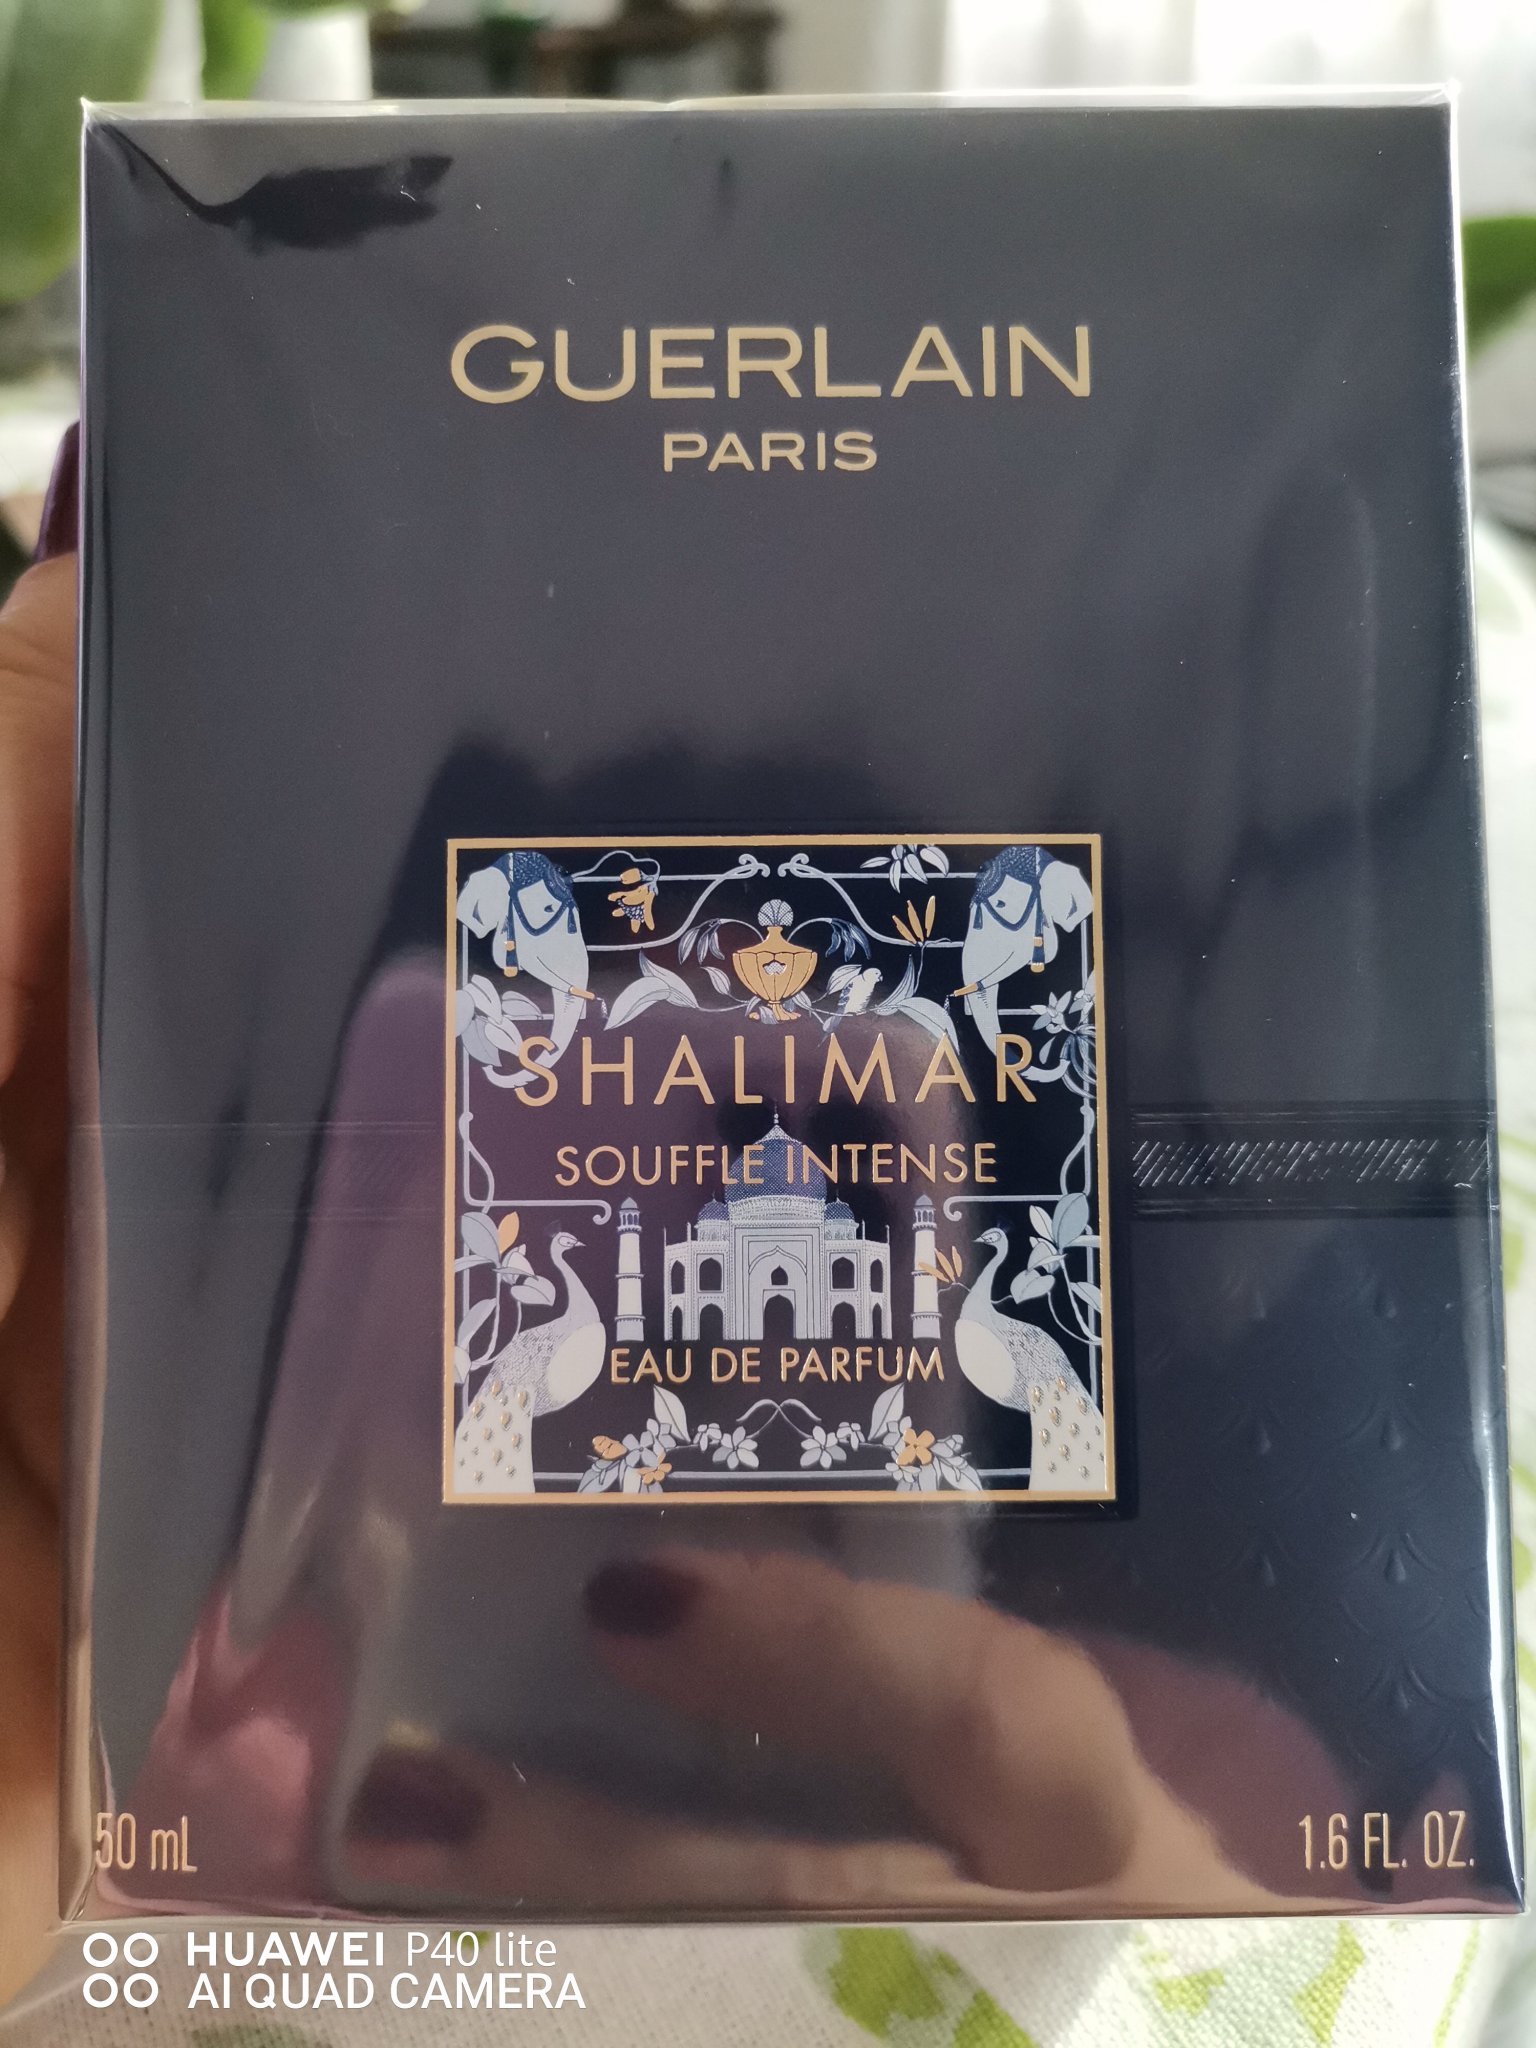 GUERLAIN
PARIS
SHALIMAR
SOUFFLE INTENSE
EAU DE PARFUM
50 mL
1.6 FL. OZ.
HUAWEI P40 lite
AI QUAD CAMERA